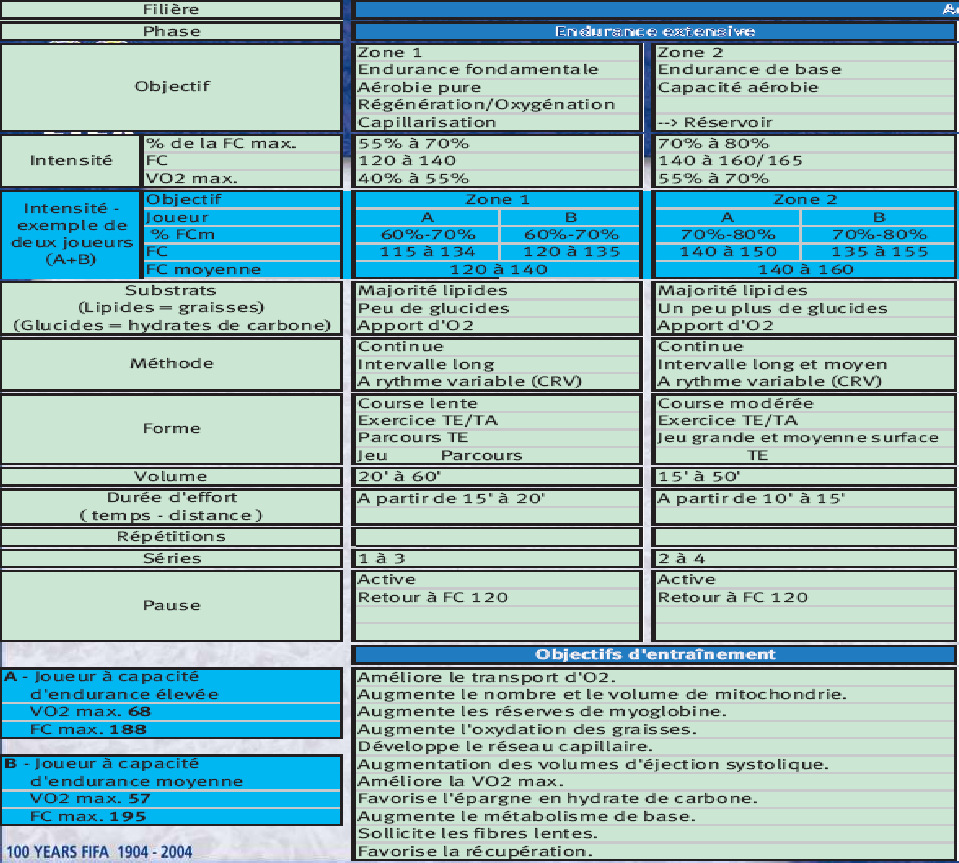 Filière
Phase Endurance extensive
Objectif
Zone 1 Zone 2
Endurance fondamentale Endurance de base
Aérobie pure Capacité aérobie
Régénération/Oxygénation
Capillarisation --> Réservoir
Intensité
% de la FC max. 55% à 70% 70% à 80%
FC 120 à 140 140 à 160/165
VO2 max. 40% à 55% 55% à 70%
Intensité -
exemple de
deux joueurs
(A+B)
Objectif Zone 1 Zone 2
Joueur A B A B
% FCm 60%-70% 60%-70% 70%-80% 70%-80%
FC 115 à 134 120 à 135 140 à 150 135 à 155
FC moyenne 120 à 140 140 à 160
Substrats Majorité lipides Majorité lipides
(Lipides = graisses) Peu de glucides Un peu plus de glucides
(Glucides = hydrates de carbone) Apport d'O2 Apport d'O2
Méthode
Continue Continue
Intervalle long Intervalle long et moyen
A rythme variable (CRV) A rythme variable (CRV)
Forme
Course lente Course modérée
Exercice TE/TA Exercice TE/TA
Parcours TE Jeu grande et moyenne surface
Jeu Parcours TE
Volume 20' à 60' 15' à 50'
Durée d'effort A partir de 15' à 20' A partir de 10' à 15'
( temps - distance )
Répétitions
Séries 1 à 3 2 à 4
Pause
Active Active
Retour à FC 120 Retour à FC 120
Objectifs d'entraînement
A - Joueur à capacité
d'endurance élevée
VO2 max. 68
FC max. 188
B - Joueur à capacité
d'endurance moyenne
VO2 max. 57
FC max. 195
Améliore le transport d'O2.
Augmente le nombre et le volume de mitochondrie.
Augmente les réserves de myoglobine.
Augmente l'oxydation des graisses.
Développe le réseau capillaire.
Augmentation des volumes d'éjection systolique.
Améliore la VO2 max.
Favorise l'épargne en hydrate de carbone.
Augmente le métabolisme de base.
Sollicite les fibres lentes.
Favorise la récupération.
100 YEARS FIFA 1904 - 2004